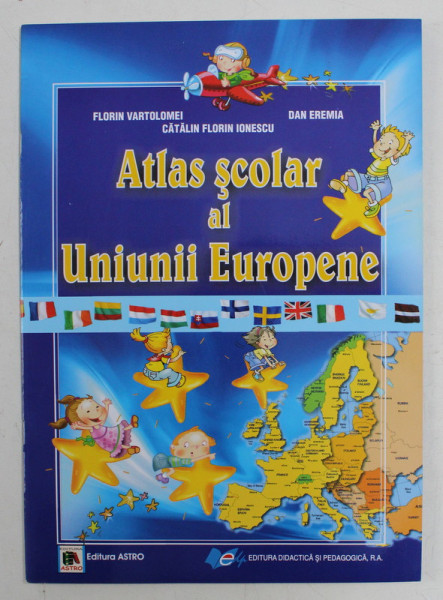 FLORIN VARTOLOMEI DAN EREMIA
CĂTĂLIN FLORIN IONESCU
Atlas şcolar
al
Uniunii Europene
ASTRO
Editura ASTRO
EDITURA DIDACTICĂ ŞI PEDAGOGICĂ, R.A.